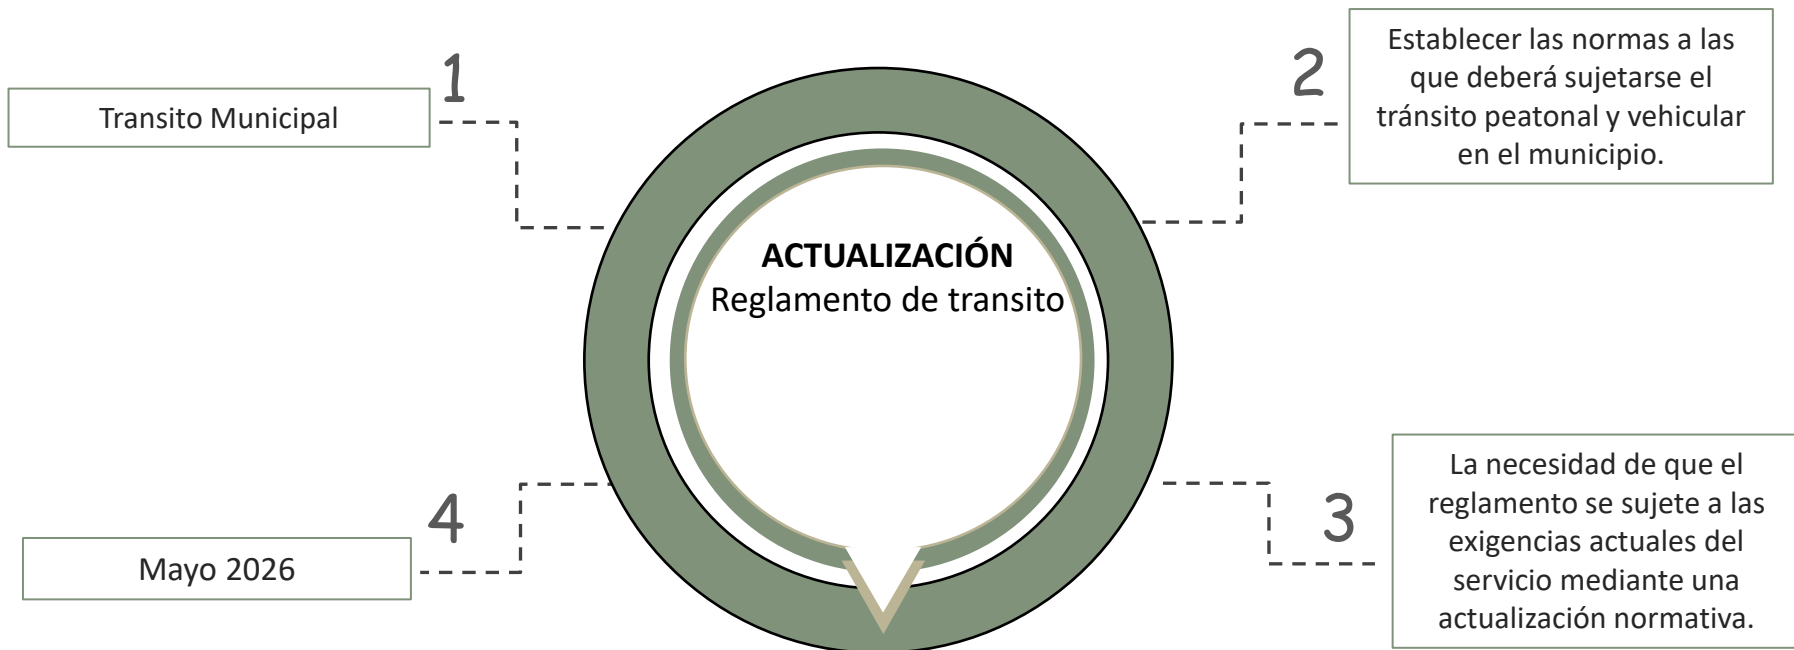 1
Transito Municipal
2
Establecer las normas a las
que deberá sujetarse el
tránsito peatonal y vehicular
en el municipio.
ACTUALIZACIÓN
Reglamento de transito
3
La necesidad de que el
reglamento se sujete a las
exigencias actuales del
servicio mediante una
actualización normativa.
4
Mayo 2026